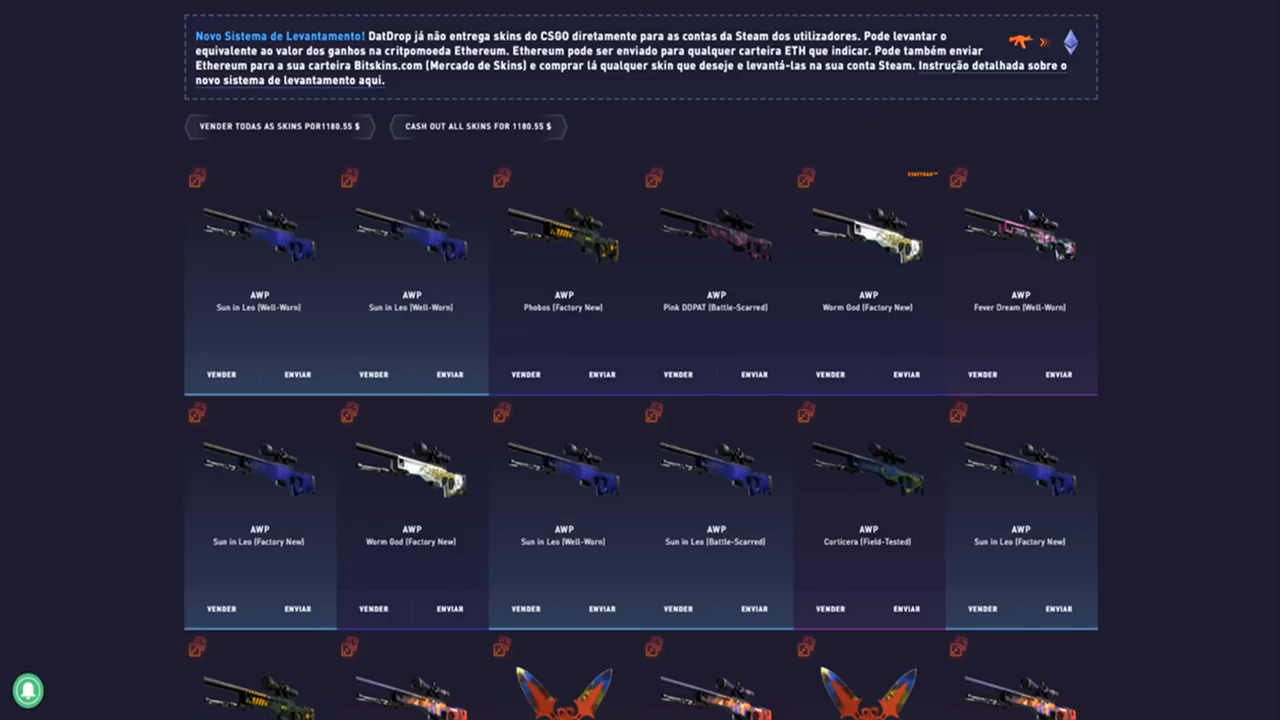 Novo Sistema de Levantamento! DatDrop já não entrega skins do CSGO diretamente para as contas da Steam dos utilizadores. Pode levantar o
equivalente ao valor dos ganhos na critpomoeda Ethereum. Ethereum pode ser enviado para qualquer carteira ETH que indicar. Pode também enviar
Ethereum para a sua carteira Bitskins.com (Mercado de Skins) e comprar lá qualquer skin que deseje e levantá-las na sua conta Steam. Instrução detalhada sobre o
novo sistema de levantamento aqui.
VENDER TODAS AS SKINS POR1180.55 $ CASH OUT ALL SKINS FOR 1180.55 $
STATTRAK™
AWP AWP AWP AWP AWP AWP
Sun in Leo (Well-Worn) Sun in Leo (Well-Worn) Phobos (Factory New) Pink DDPAT (Battle-Scarred) Worm God (Factory New) Fever Dream (Well-Worn)
VENDER ENVIAR VENDER ENVIAR VENDER ENVIAR VENDER ENVIAR VENDER ENVIAR VENDER ENVIAR
AWP AWP AWP AWP AWP AWP
Sun in Leo (Factory New) Worm God (Factory New) Sun in Leo (Well-Worn) Sun in Leo (Battle-Scarred) Corticera (Field-Tested) Sun in Leo (Factory New)
VENDER ENVIAR VENDER ENVIAR VENDER ENVIAR VENDER ENVIAR VENDER ENVIAR VENDER ENVIAR